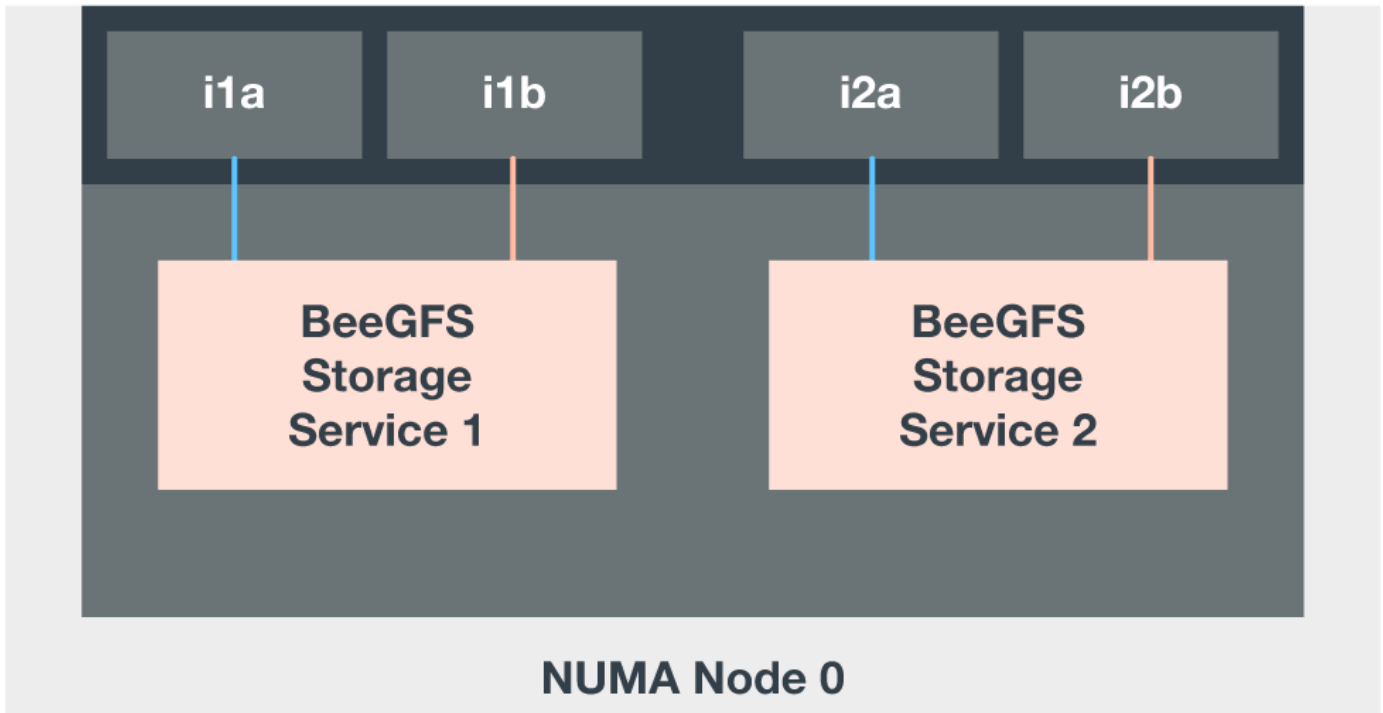 i1a
i1b
i2a
i2b
BeeGFS
Storage
Service 1
BeeGFS
Storage
Service 2
NUMA Node 0